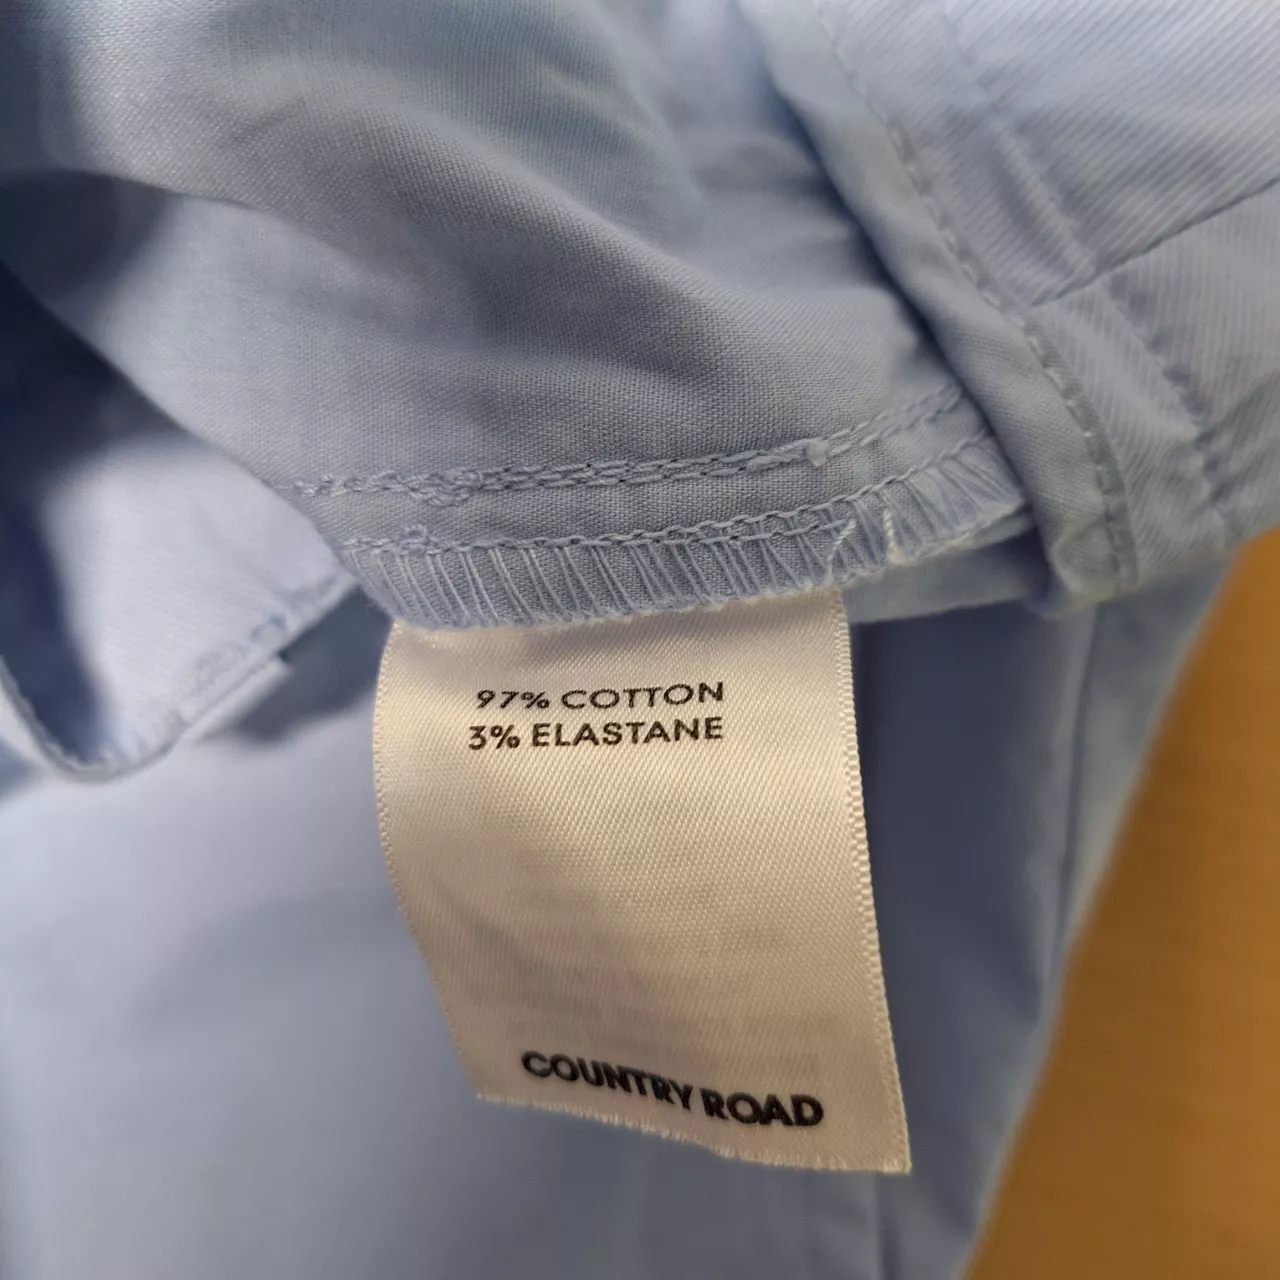 97% COTTON
3% ELASTANE
COUNTRY ROAD